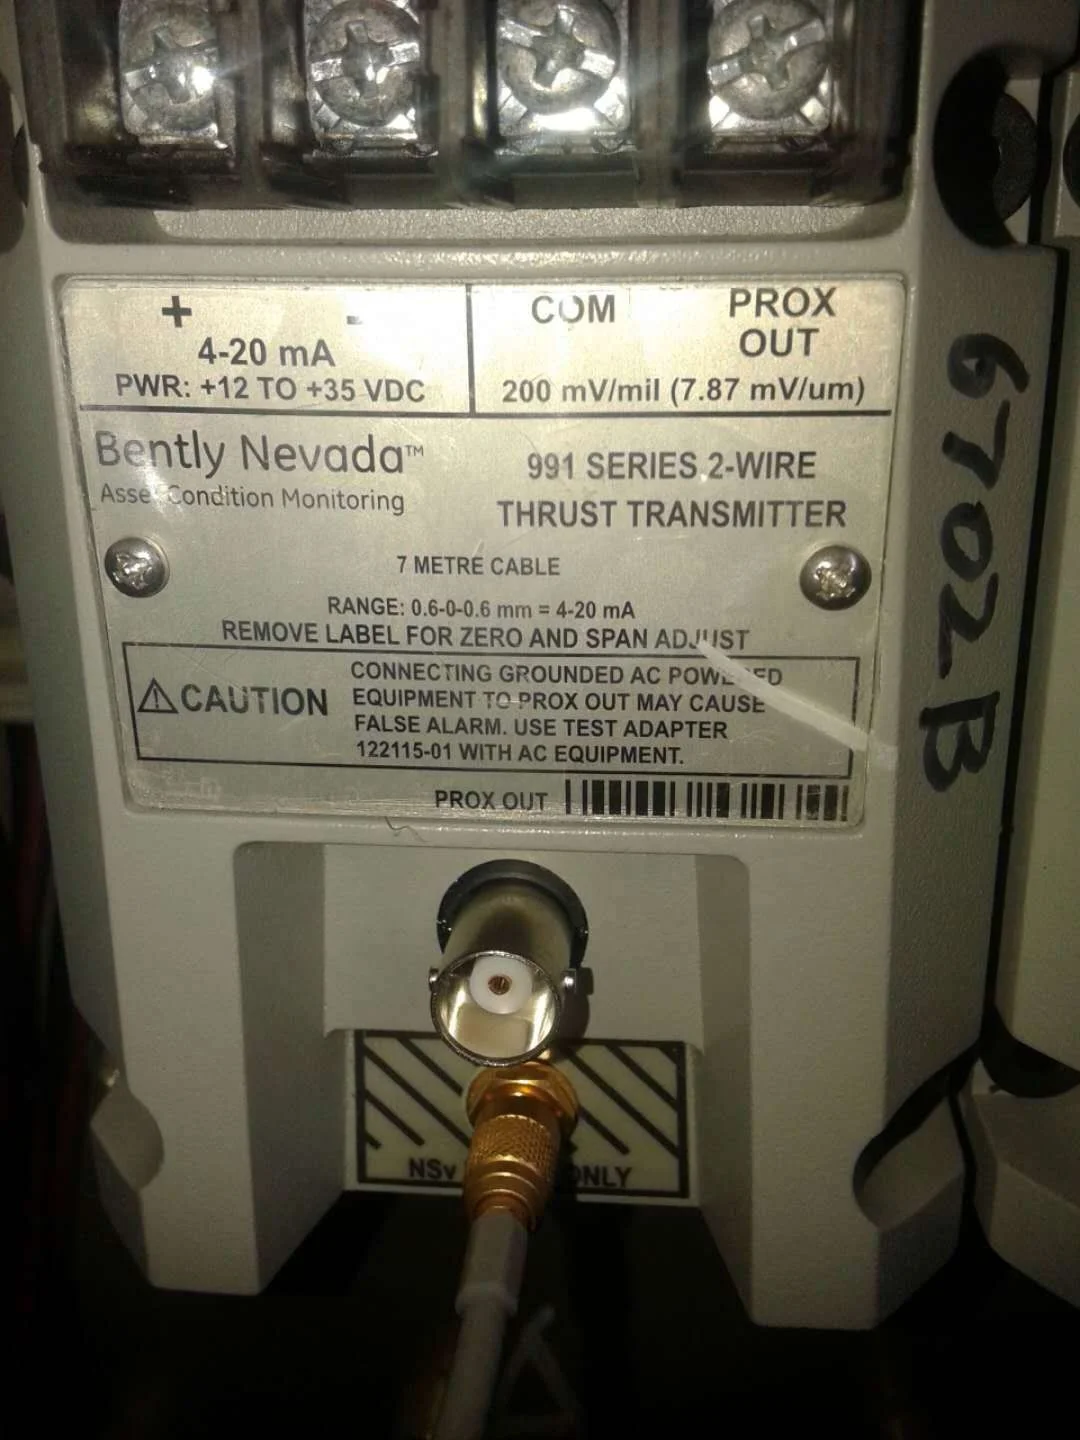 + -
4-20 mA
PWR: +12 TO +35 VDC
COM PROX
OUT
200 mV/mil (7.87 mV/um)
Bently Nevada™
Asset Condition Monitoring
991 SERIES 2-WIRE
THRUST TRANSMITTER
7 METRE CABLE
RANGE: 0.6-0-0.6 mm = 4-20 mA
REMOVE LABEL FOR ZERO AND SPAN ADJUST
CAUTION
CONNECTING GROUNDED AC POWERED
EQUIPMENT TO PROX OUT MAY CAUSE
FALSE ALARM. USE TEST ADAPTER
122115-01 WITH AC EQUIPMENT.
PROX OUT
NSv ONLY
6702B